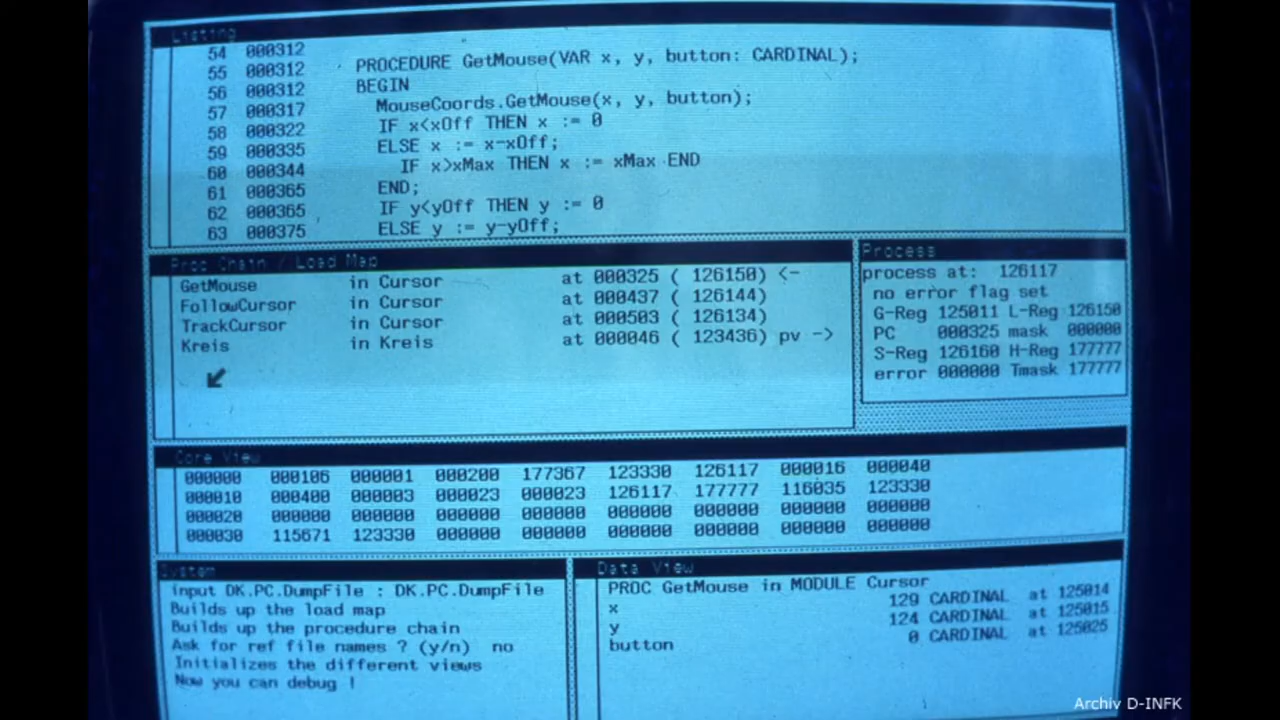 Listing
54 000312
55 000312 PROCEDURE GetMouse(VAR x, y, button: CARDINAL);
56 000312 BEGIN
57 000317 MouseCoords.GetMouse(x, y, button);
58 000322 IF x<xOff THEN x := 0
59 000335 ELSE x := x-xOff;
60 000344 IF x>xMax THEN x := xMax END
61 000365 END;
62 000365 IF y<yOff THEN y := 0
63 000375 ELSE y := y-yOff;
Proc Chain / Load Map
GetMouse in Cursor at 000325 ( 126150) <-
FollowCursor in Cursor at 000437 ( 126144)
TrackCursor in Cursor at 000503 ( 126134)
Kreis in Kreis at 000046 ( 123436) pv ->
Process
process at: 126117
no error flag set
G-Reg 125011 L-Reg 126150
PC 000325 mask 000000
S-Reg 126160 H-Reg 177777
error 000000 Tmask 177777
Core View
000000 000106 000001 000200 177367 123330 126117 000016 000040
000010 000400 000003 000023 000023 126117 177777 116035 123330
000020 000000 000000 000000 000000 000000 000000 000000 000000
000030 115671 123330 000000 000000 000000 000000 000000 000000
System
input DK.PC.DumpFile : DK.PC.DumpFile
Builds up the load map
Builds up the procedure chain
Ask for ref file names ? (y/n) no
Initializes the different views
Now you can debug !
Data View
PROC GetMouse in MODULE Cursor
x 129 CARDINAL at 125014
y 124 CARDINAL at 125015
button 0 CARDINAL at 125025
Archiv D-INFK